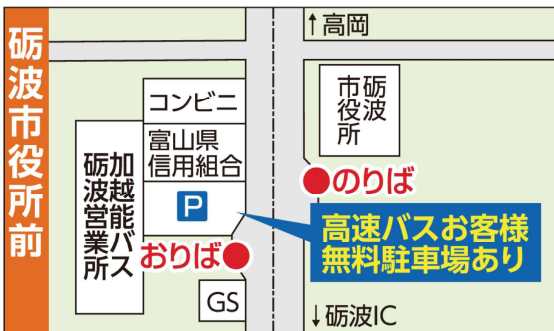 砺波市役所前
↑高岡
コンビニ
富山県
信用組合
砺波
市役所
加越能バス
砺波営業所
P
●のりば
おりば●
高速バスお客様
無料駐車場あり
GS
↓砺波IC